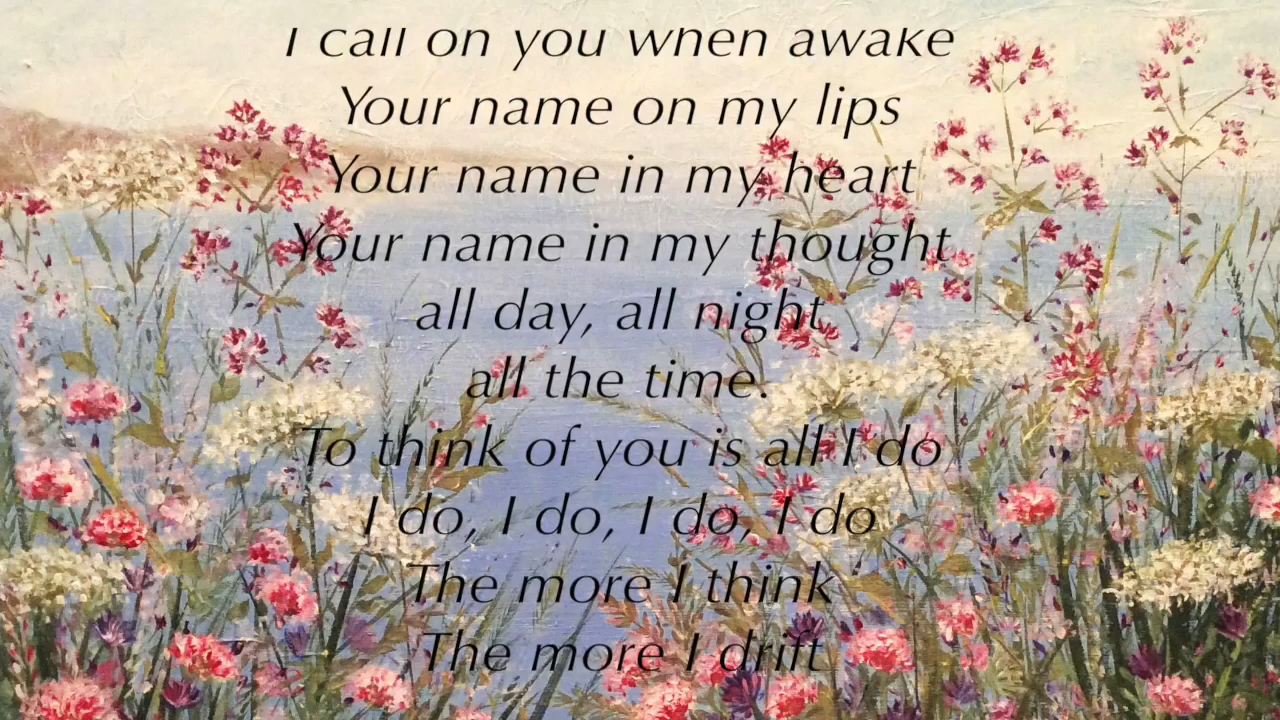 I call on you when awake
Your name on my lips
Your name in my heart
Your name in my thought
all day, all night
all the time.
To think of you is all I do
I do, I do, I do, I do
The more I think
The more I drift